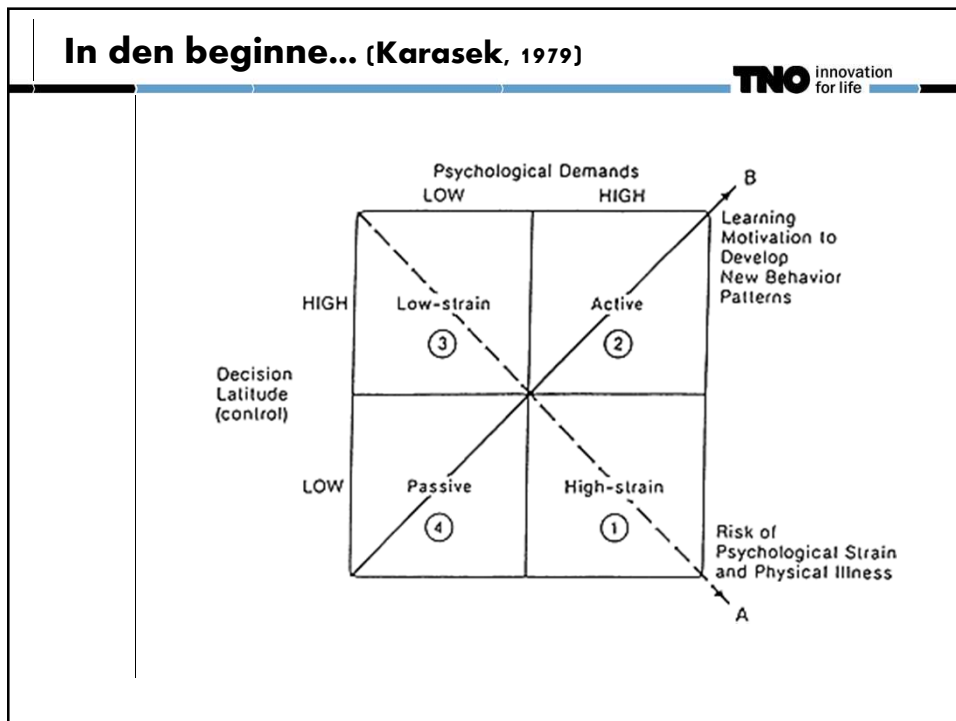 In den beginne... (Karasek, 1979)
TNO innovation
for life
Psychological Demands
LOW HIGH
B
Learning
Motivation to
Develop
New Behavior
Patterns
HIGH
Low-strain
Active
3
2
Decision
Latitude
(control)
LOW
Passive
High-strain
4
1
Risk of
Psychological Strain
and Physical Illness
A